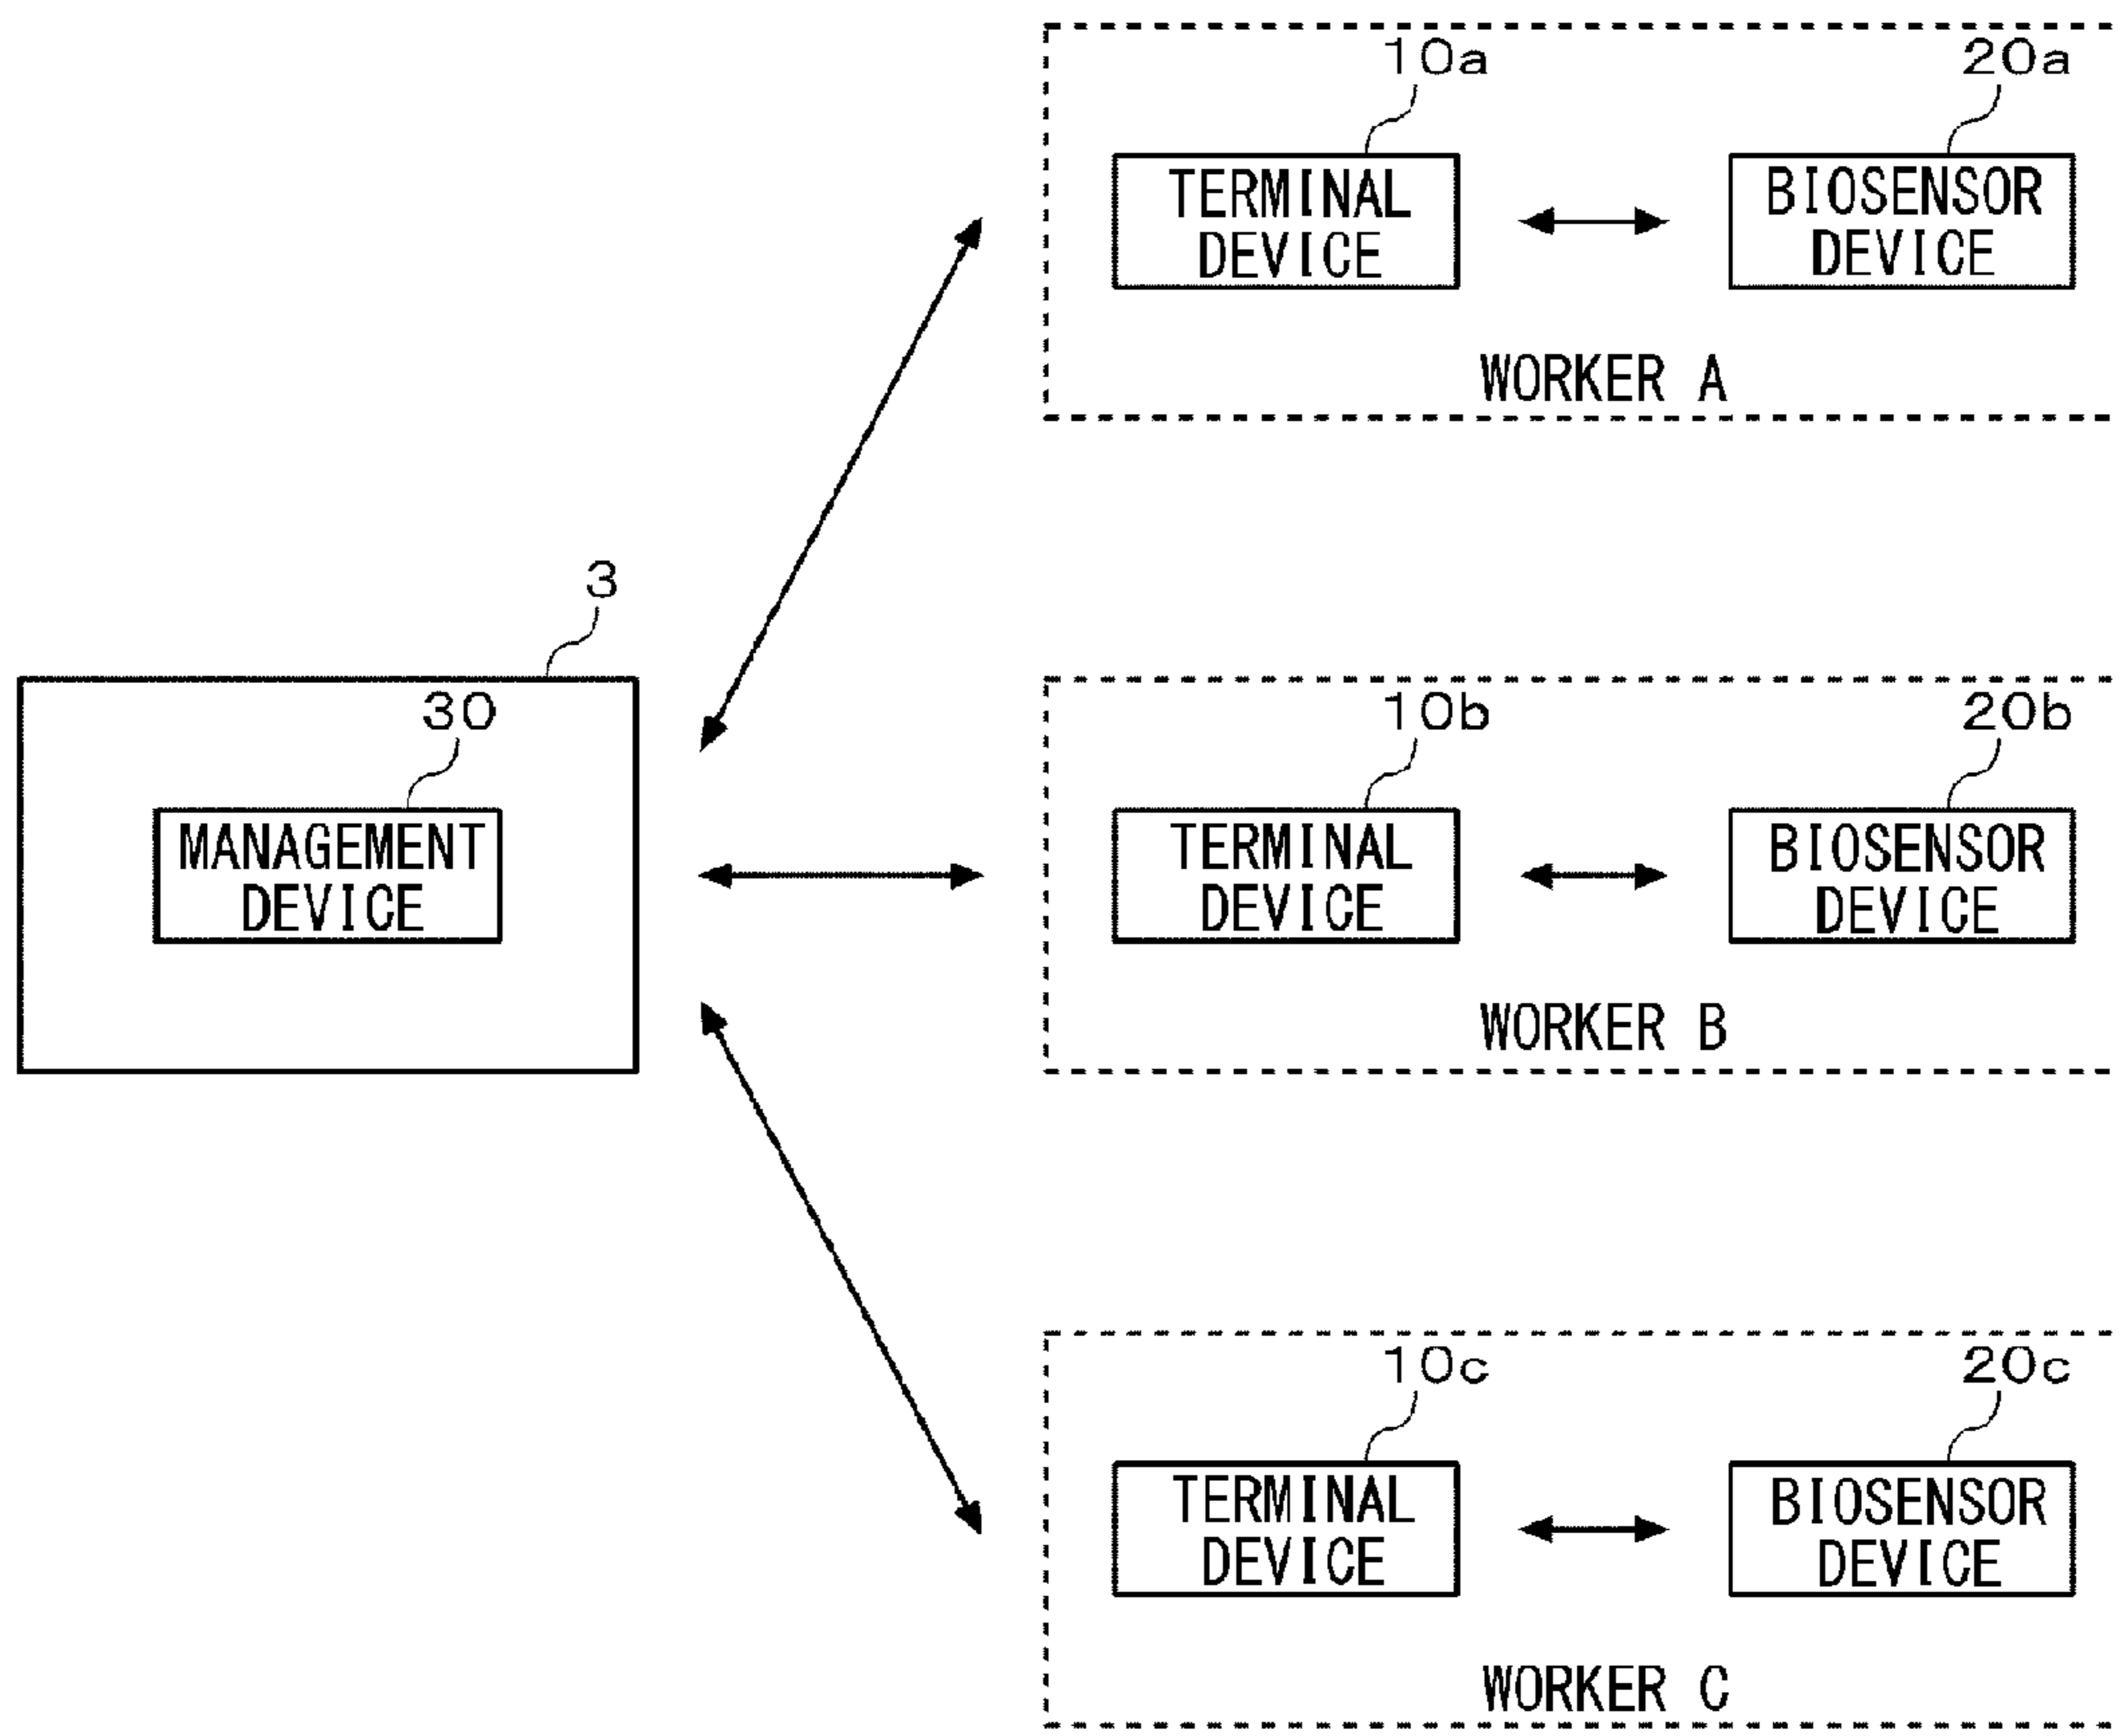 10a
20a
TERMINAL
DEVICE
BIOSENSOR
DEVICE
WORKER A
3
30
MANAGEMENT
DEVICE
10b
20b
TERMINAL
DEVICE
BIOSENSOR
DEVICE
WORKER B
10c
20c
TERMINAL
DEVICE
BIOSENSOR
DEVICE
WORKER C